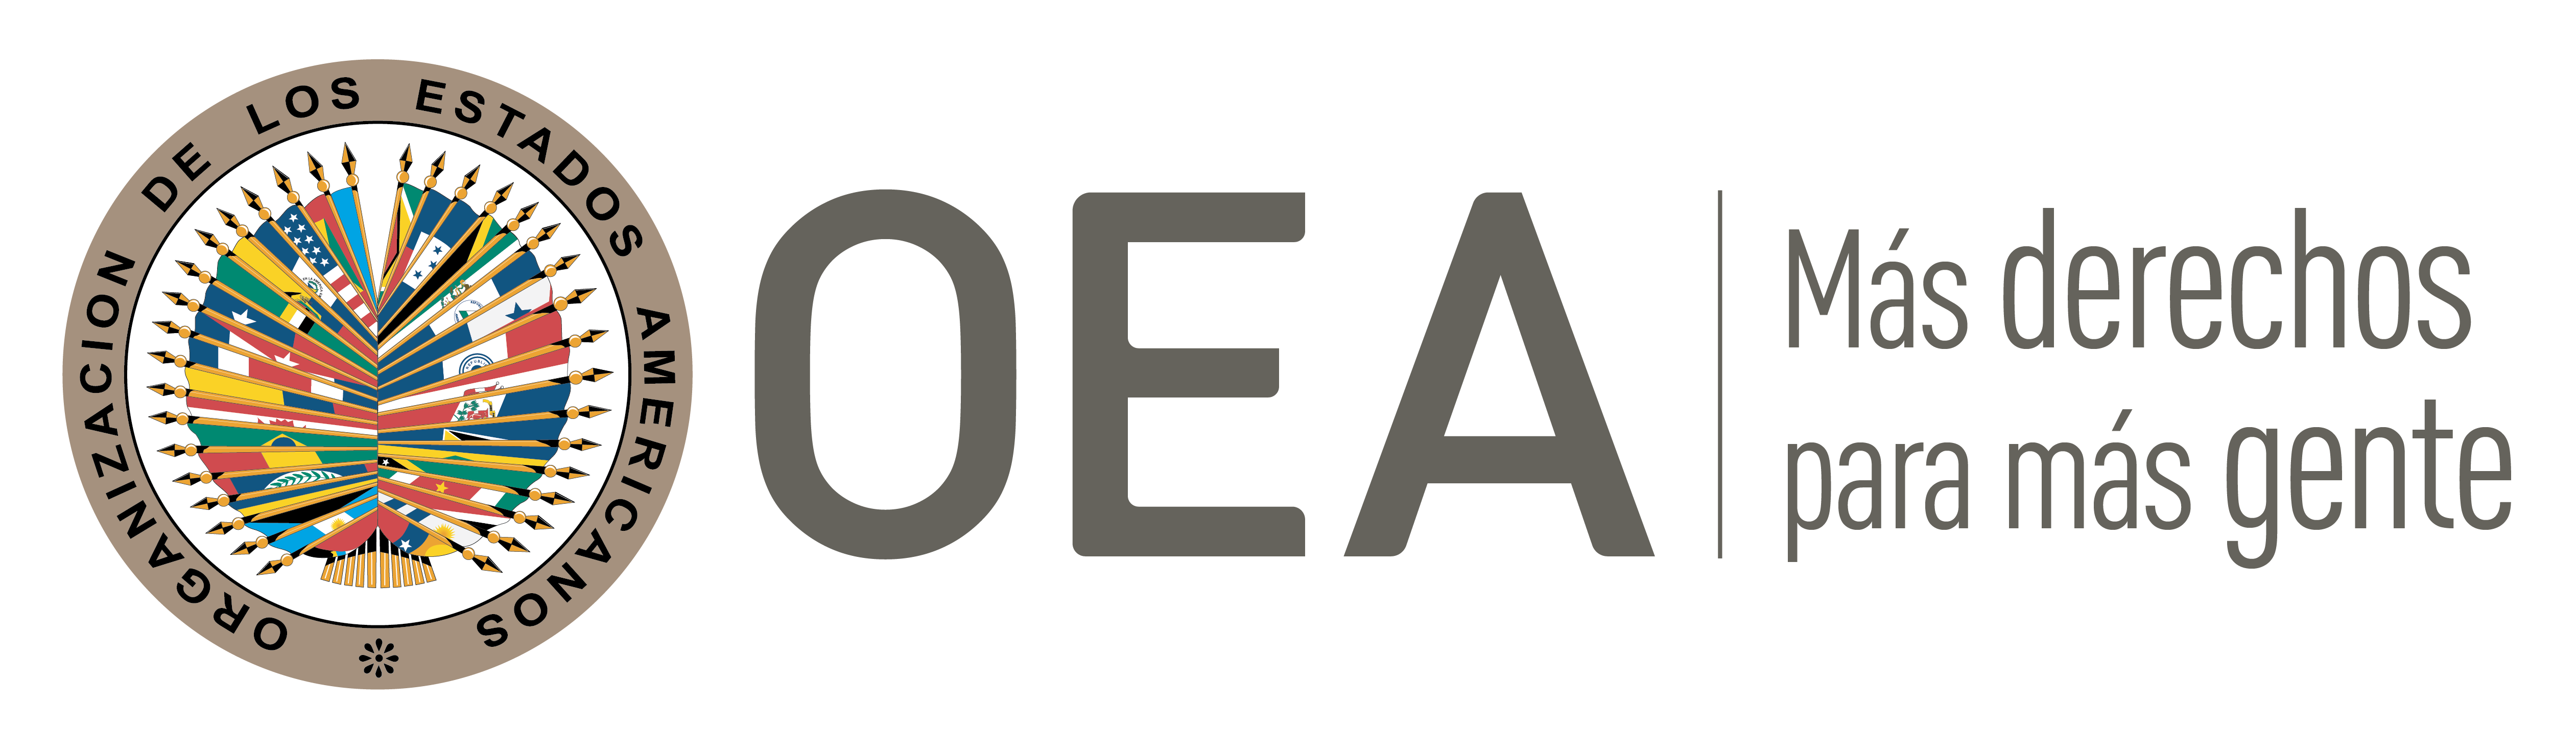 ORGANIZACION DE LOS ESTADOS AMERICANOS
OEA
Más derechos
para más gente